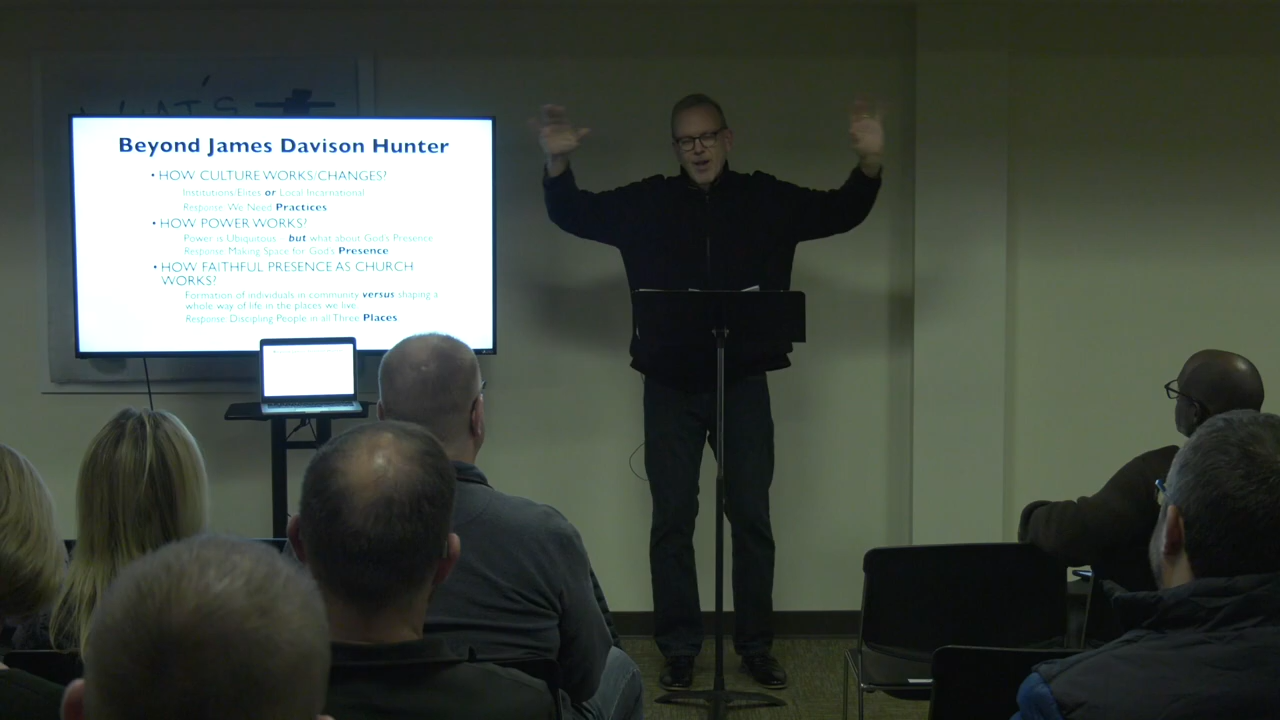 WHAT'S
Beyond James Davison Hunter
• HOW CULTURE WORKS/CHANGES?
Institutions/Elites or Local Incarnational
Response: We Need Practices
• HOW POWER WORKS?
Power is Ubiquitous but what about God's Presence
Response: Making Space for God's Presence
• HOW FAITHFUL PRESENCE AS CHURCH
WORKS?
Formation of individuals in community versus shaping a
whole way of life in the places we live
Response: Discipling People in all Three Places